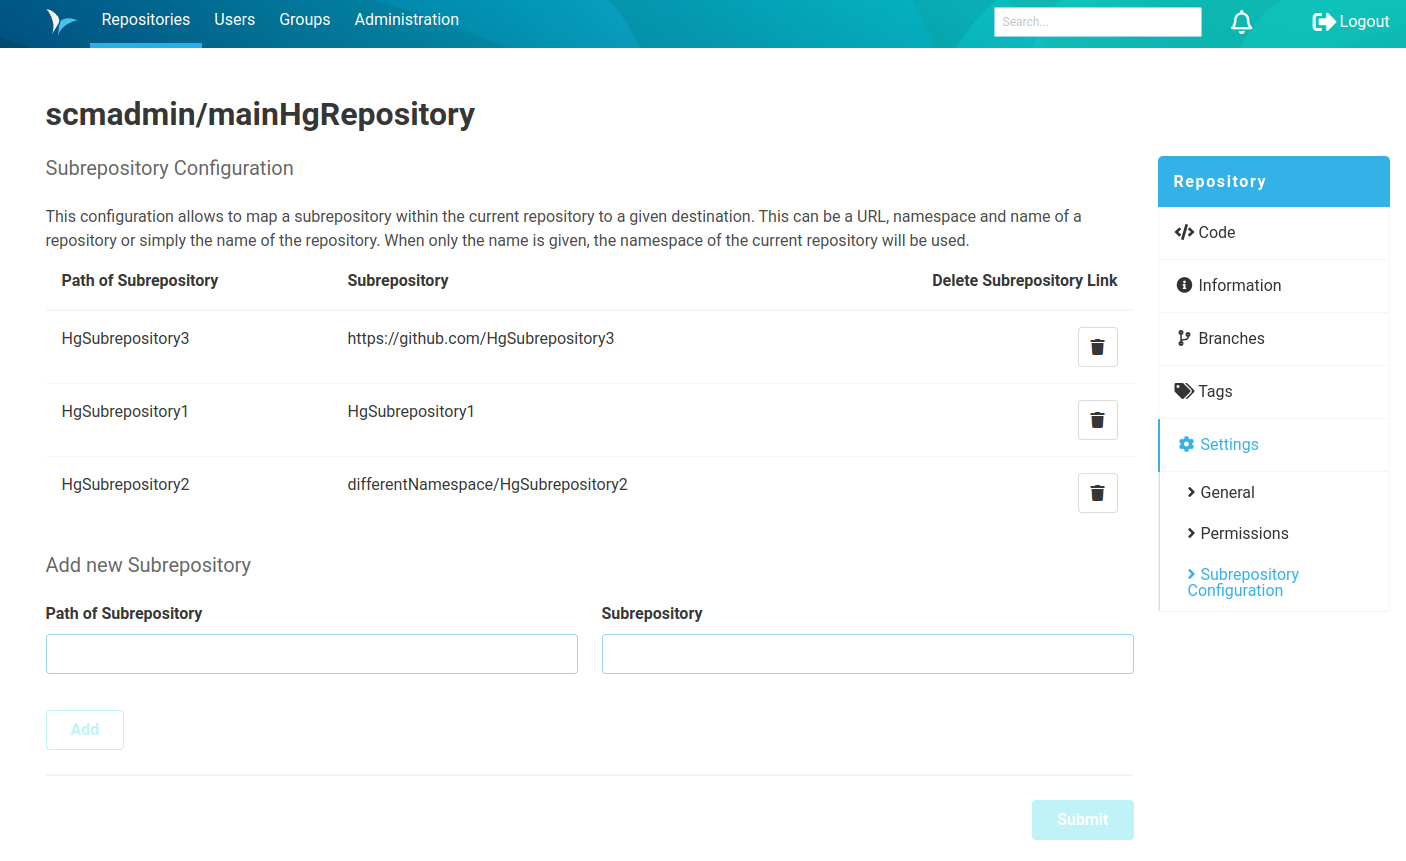 Repositories Users Groups Administration Search... Logout
scmadmin/mainHgRepository
Subrepository Configuration
This configuration allows to map a subrepository within the current repository to a given destination. This can be a URL, namespace and name of a
repository or simply the name of the repository. When only the name is given, the namespace of the current repository will be used.
Path of Subrepository Subrepository Delete Subrepository Link
HgSubrepository3 https://github.com/HgSubrepository3
HgSubrepository1 HgSubrepository1
HgSubrepository2 differentNamespace/HgSubrepository2
Add new Subrepository
Path of Subrepository Subrepository
Add
Submit
Repository
Code
Information
Branches
Tags
Settings
General
Permissions
Subrepository
Configuration